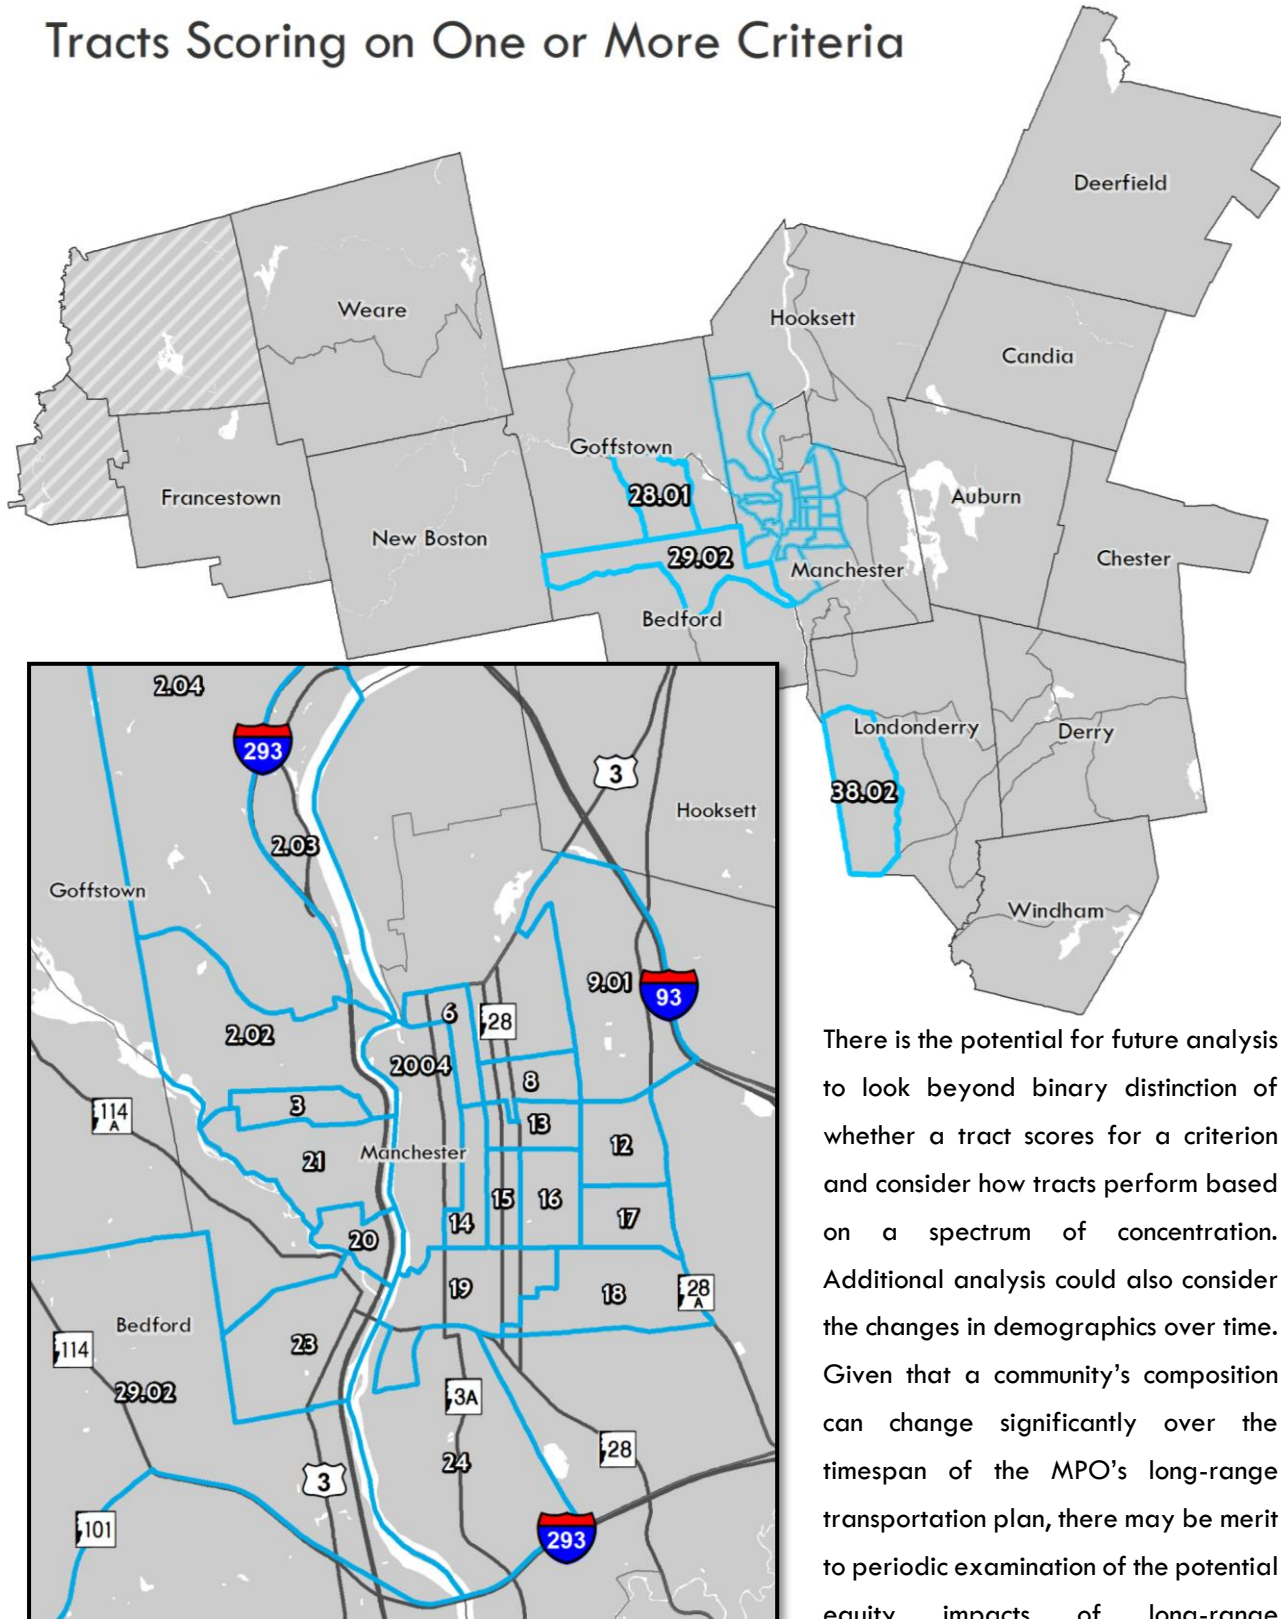 Tracts Scoring on One or More Criteria
Deerfield
Weare
Hooksett
Candia
Goffstown
28.01
Francestown
Auburn
New Boston
29.02
Manchester
Chester
Bedford
Londonderry
Derry
38.02
Windham
2.04
293
3
Hooksett
2.03
Goffstown
9.01
93
6
28
2.02
2004
8
114
A
3
13
12
Manchester
21
15
16
14
17
20
19
18
28
A
Bedford
23
114
29.02
3A
28
24
3
101
293
There is the potential for future analysis
to look beyond binary distinction of
whether a tract scores for a criterion
and consider how tracts perform based
on a spectrum of concentration.
Additional analysis could also consider
the changes in demographics over time.
Given that a community’s composition
can change significantly over the
timespan of the MPO’s long-range
transportation plan, there may be merit
to periodic examination of the potential
equity impacts of long-range